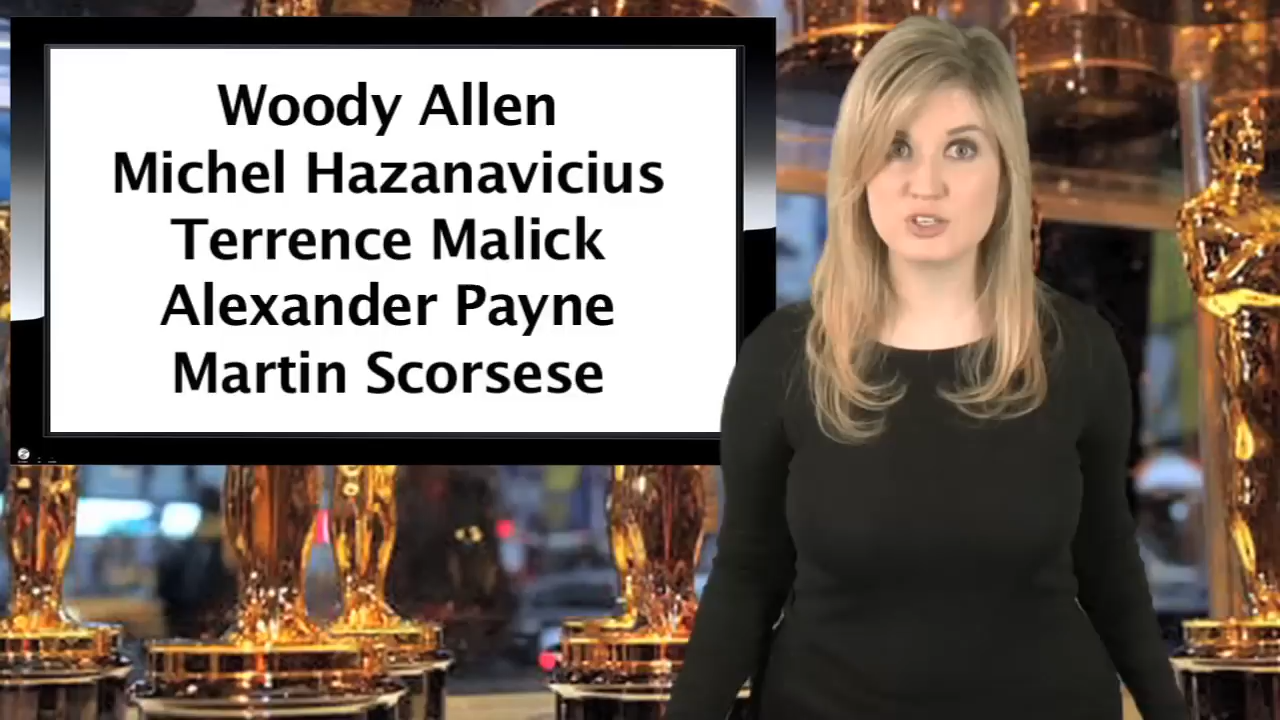 Woody Allen
Michel Hazanavicius
Terrence Malick
Alexander Payne
Martin Scorsese